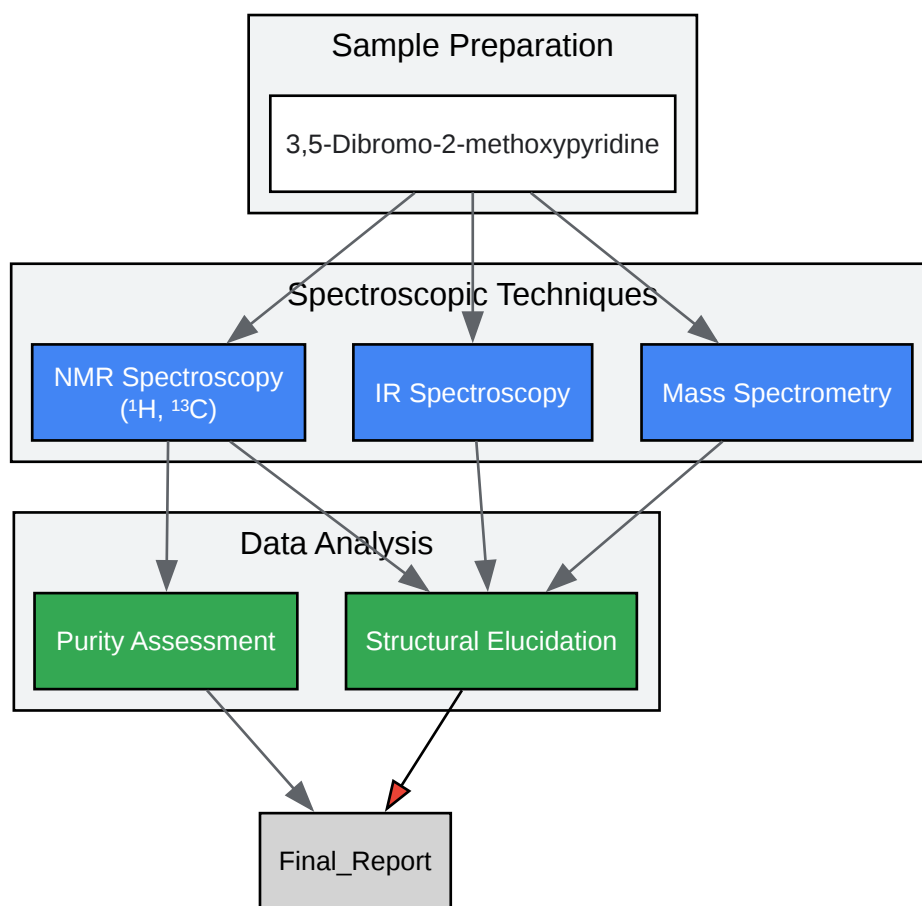 Sample Preparation
3,5-Dibromo-2-methoxypyridine
Spectroscopic Techniques
NMR Spectroscopy
(¹H, ¹³C)
IR Spectroscopy
Mass Spectrometry
Data Analysis
Purity Assessment
Structural Elucidation
Final_Report